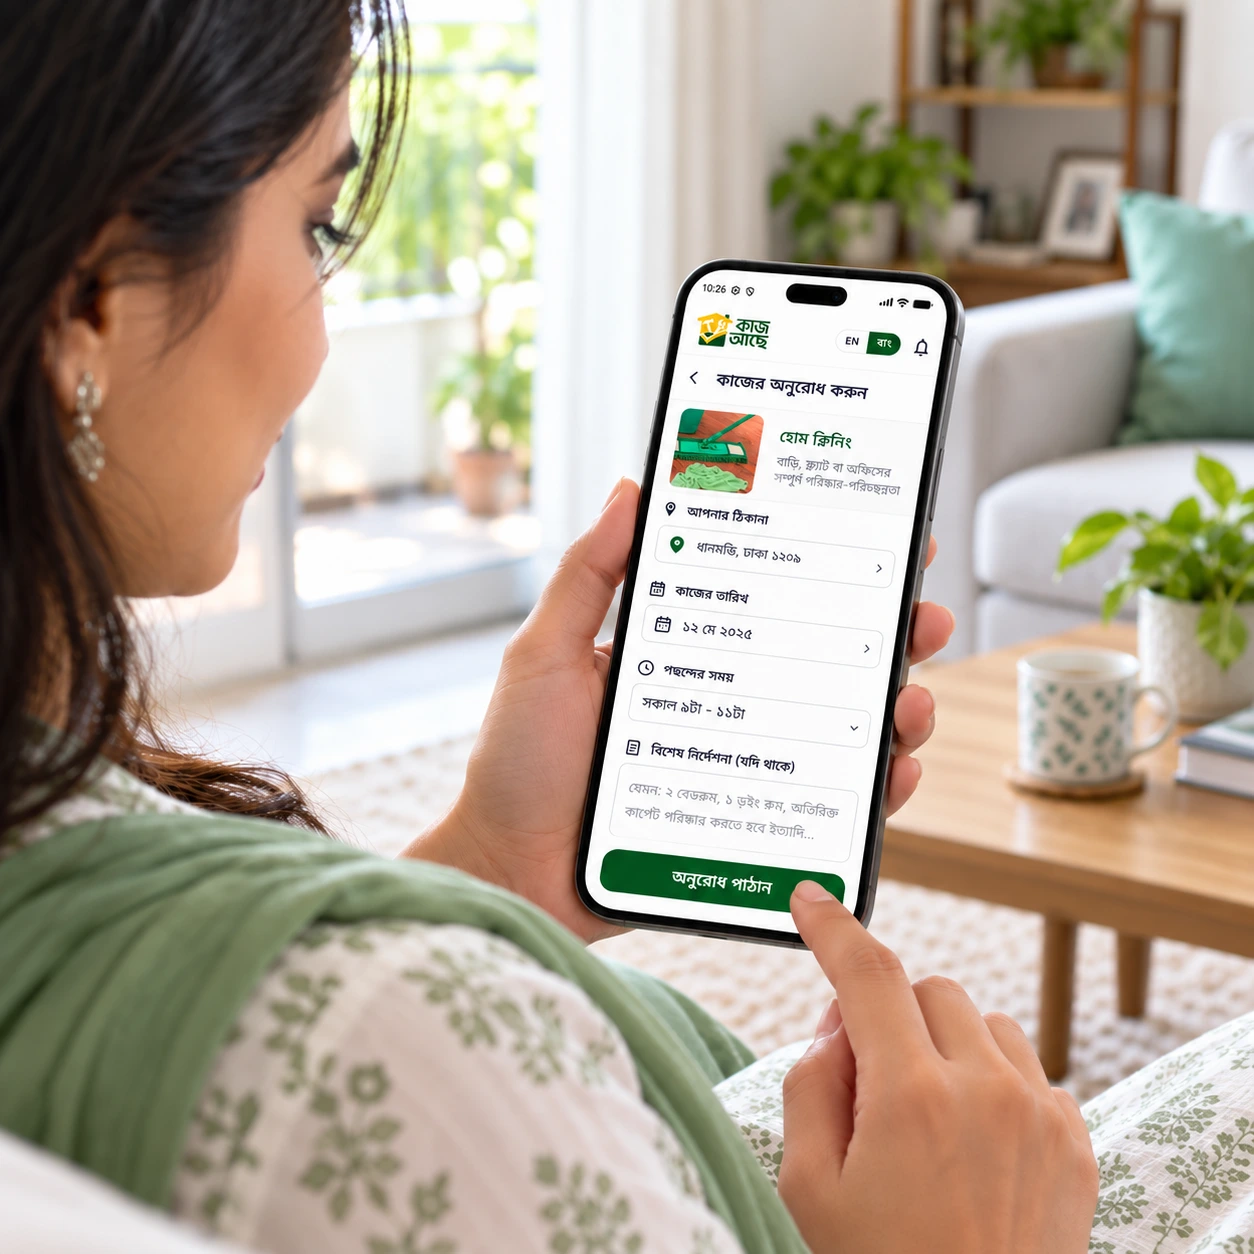 10:26
কাজ
আছে
EN বাং
কাজের অনুরোধ করুন
হোম ক্লিনিং
বাড়ি, ফ্ল্যাট বা অফিসের
সম্পূর্ণ পরিষ্কার-পরিচ্ছন্নতা
আপনার ঠিকানা
ধানমন্ডি, ঢাকা ১২০৯
কাজের তারিখ
১২ মে ২০২৫
পছন্দের সময়
সকাল ৯টা - ১১টা
বিশেষ নির্দেশনা (যদি থাকে)
যেমন: ২ বেডরুম, ১ ড্রইং রুম, অতিরিক্ত
কার্পেট পরিষ্কার করতে হবে ইত্যাদি...
অনুরোধ পাঠান